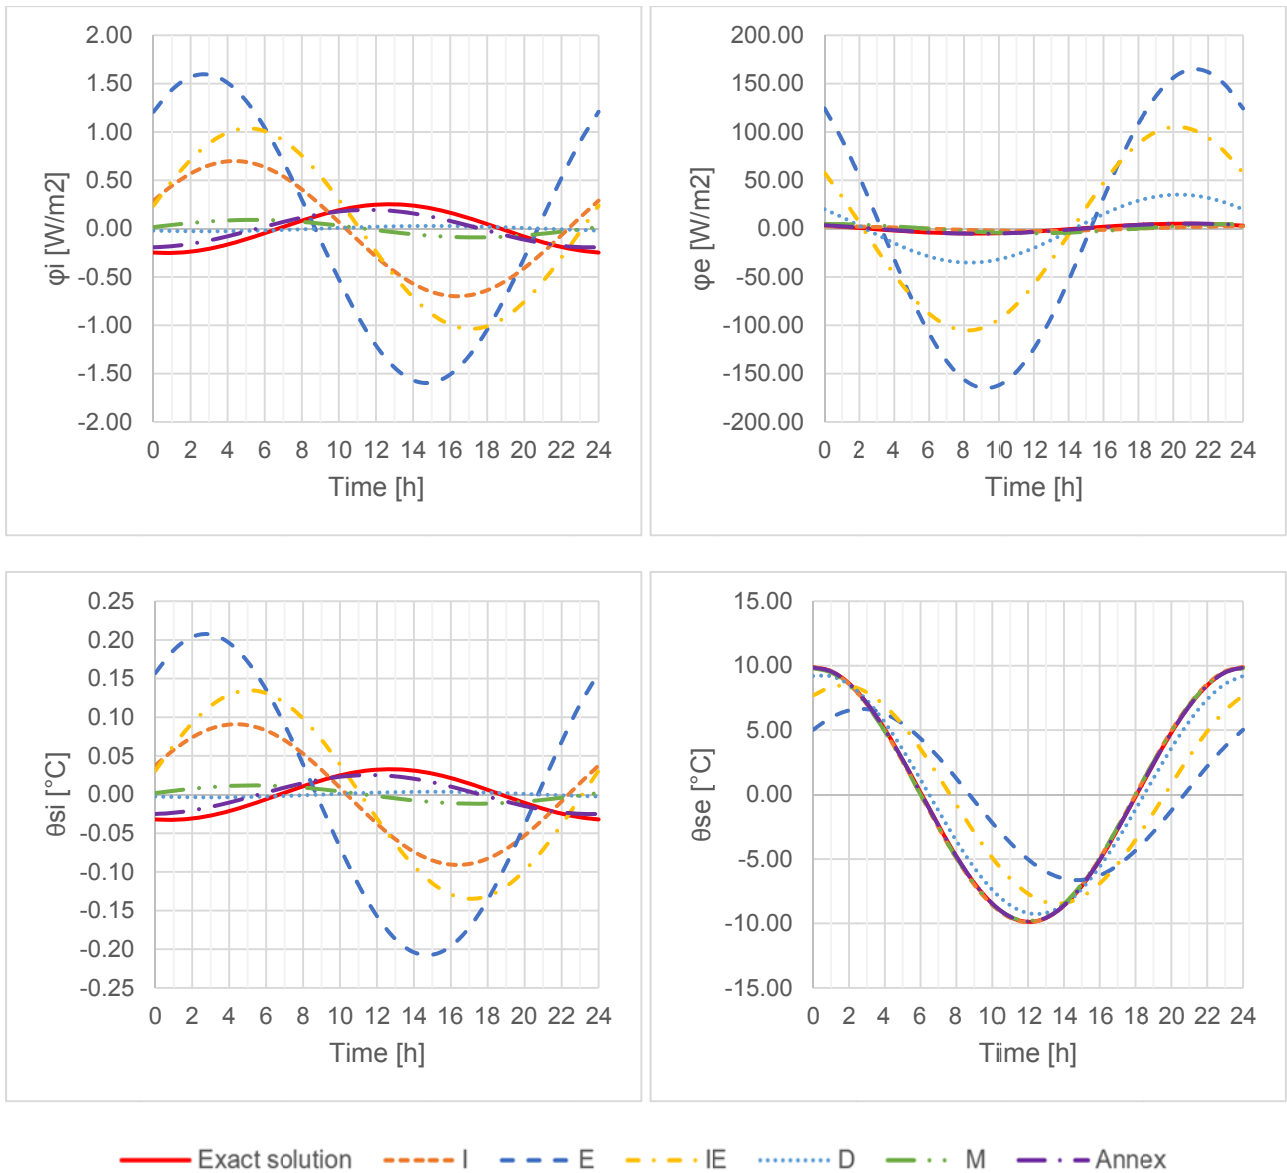 2.00
1.50
1.00
0.50
0.00
-0.50
-1.00
-1.50
-2.00
φi [W/m2]
0 2 4 6 8 10 12 14 16 18 20 22 24
Time [h]
200.00
150.00
100.00
50.00
0.00
-50.00
-100.00
-150.00
-200.00
φe [W/m2]
0 2 4 6 8 10 12 14 16 18 20 22 24
Time [h]
0.25
0.20
0.15
0.10
0.05
0.00
-0.05
-0.10
-0.15
-0.20
-0.25
θsi [°C]
0 2 4 6 8 10 12 14 16 18 20 22 24
Time [h]
15.00
10.00
5.00
0.00
-5.00
-10.00
-15.00
θse [°C]
0 2 4 6 8 10 12 14 16 18 20 22 24
Time [h]
Exact solution I E IE D M Annex